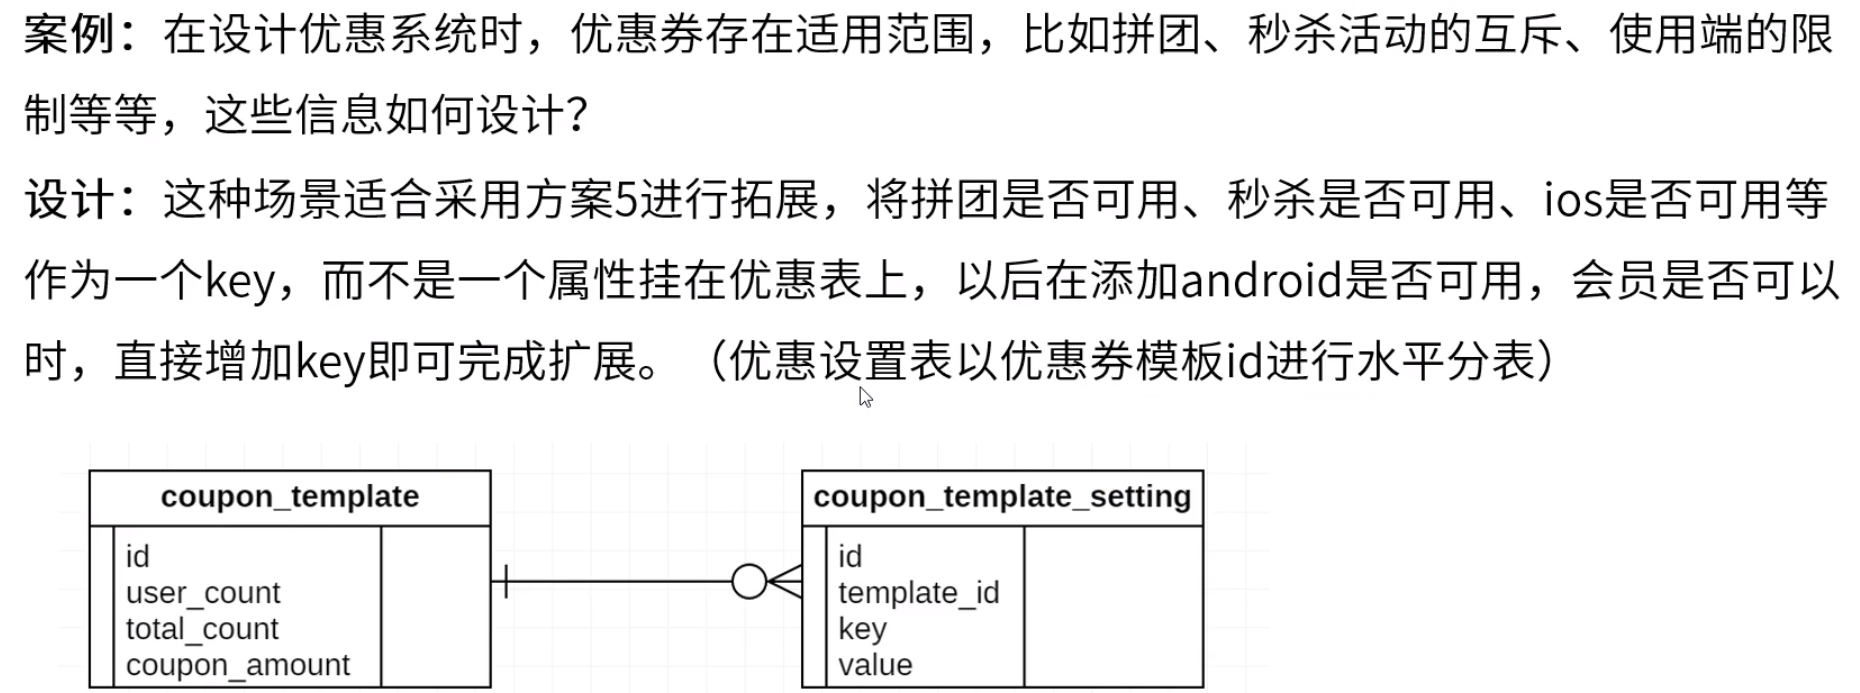 案例：在设计优惠系统时，优惠券存在适用范围，比如拼团、秒杀活动的互斥、使用端的限
制等等，这些信息如何设计？
设计：这种场景适合采用方案5进行拓展，将拼团是否可用、秒杀是否可用、ios是否可用等
作为一个key，而不是一个属性挂在优惠表上，以后在添加android是否可用，会员是否可以
时，直接增加key即可完成扩展。（优惠设置表以优惠券模板id进行水平分表）
coupon_template
id
user_count
total_count
coupon_amount
coupon_template_setting
id
template_id
key
value